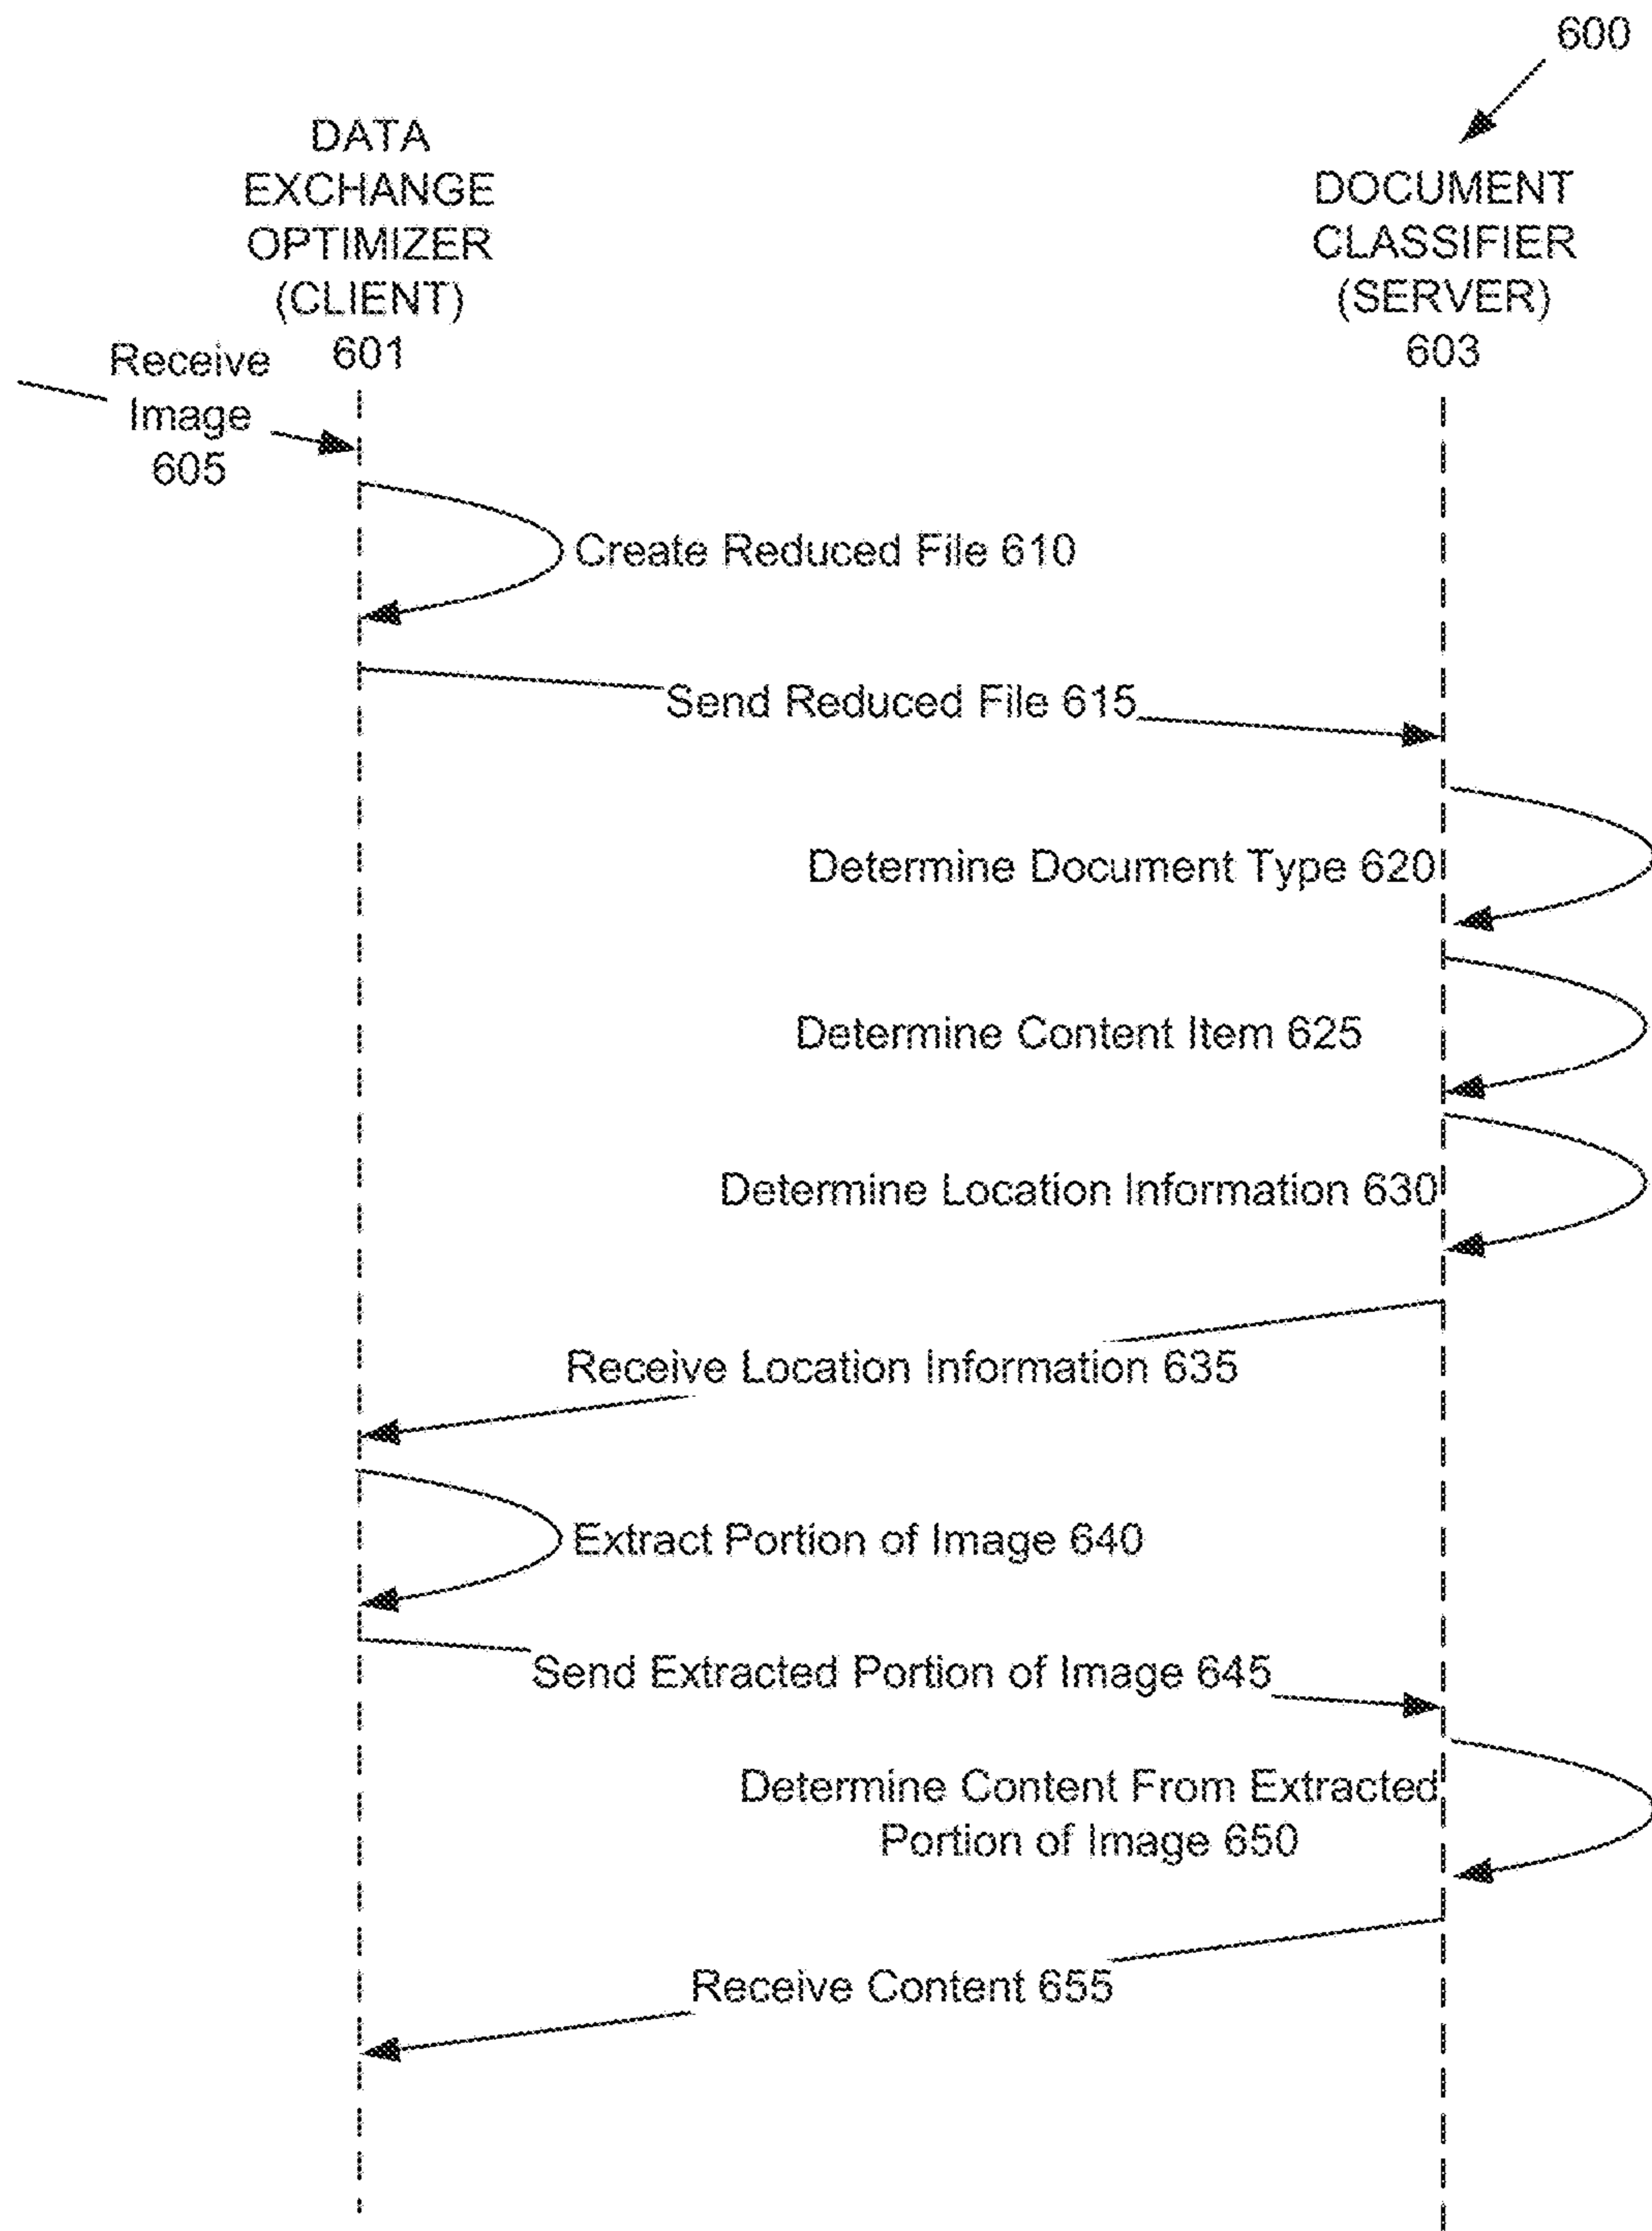 600
DATA
EXCHANGE
OPTIMIZER
(CLIENT)
601
DOCUMENT
CLASSIFIER
(SERVER)
603
Receive
Image
605
Create Reduced File 610
Send Reduced File 615
Determine Document Type 620
Determine Content Item 625
Determine Location Information 630
Receive Location Information 635
Extract Portion of Image 640
Send Extracted Portion of Image 645
Determine Content From Extracted
Portion of Image 650
Receive Content 655